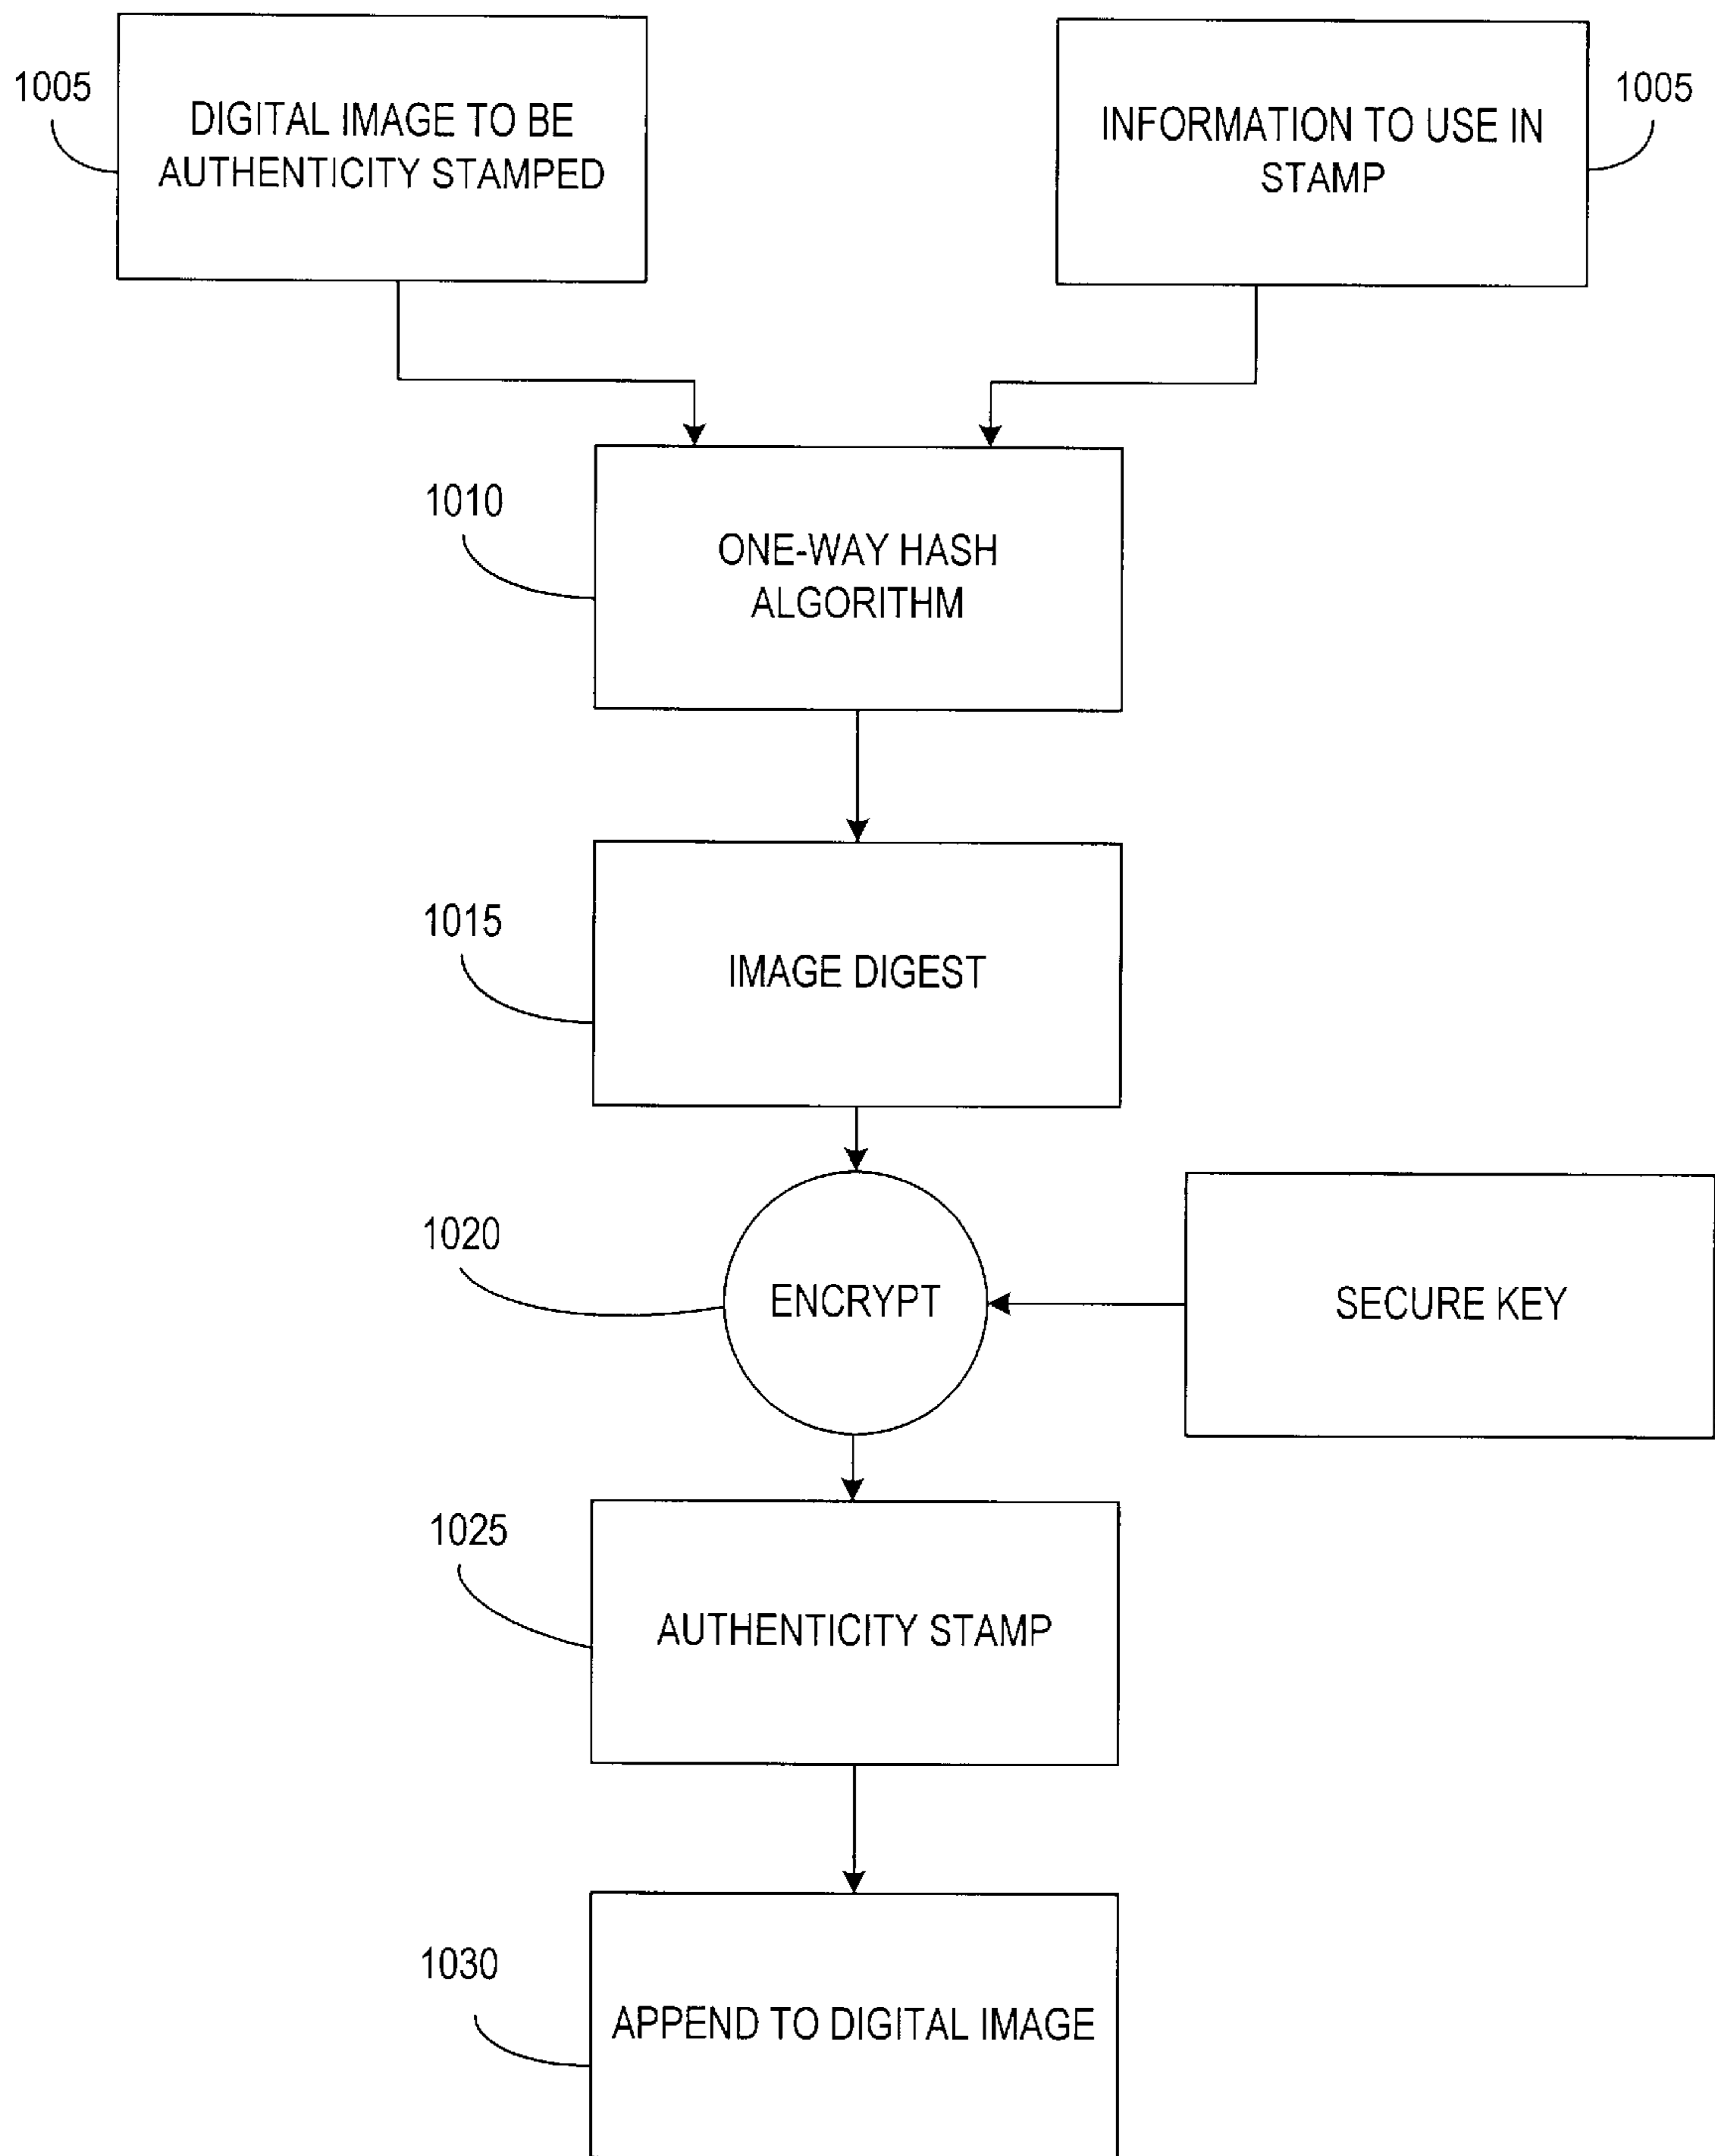 1005
DIGITAL IMAGE TO BE
AUTHENTICITY STAMPED
INFORMATION TO USE IN
STAMP
1005
1010
ONE-WAY HASH
ALGORITHM
1015
IMAGE DIGEST
1020
ENCRYPT
SECURE KEY
1025
AUTHENTICITY STAMP
1030
APPEND TO DIGITAL IMAGE